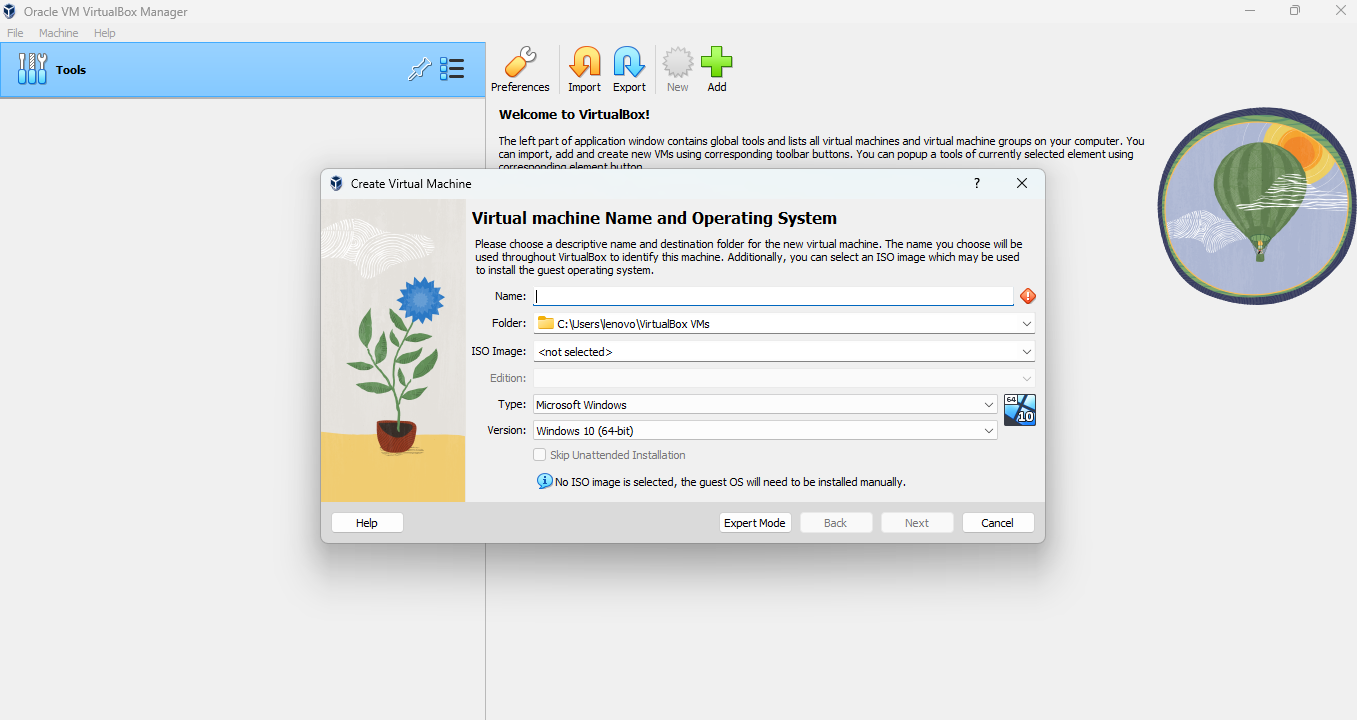 Oracle VM VirtualBox Manager
File Machine Help
Tools
Preferences Import Export New Add
Welcome to VirtualBox!
The left part of application window contains global tools and lists all virtual machines and virtual machine groups on your computer. You
can import, add and create new VMs using corresponding toolbar buttons. You can popup a tools of currently selected element using
corresponding element button
Create Virtual Machine
?
Virtual machine Name and Operating System
Please choose a descriptive name and destination folder for the new virtual machine. The name you choose will be
used throughout VirtualBox to identify this machine. Additionally, you can select an ISO image which may be used
to install the guest operating system.
Name:
Folder: C:\Users\lenovo\VirtualBox VMs
ISO Image: <not selected>
Edition:
Type: Microsoft Windows
64
10
Version: Windows 10 (64-bit)
Skip Unattended Installation
No ISO image is selected, the guest OS will need to be installed manually.
Help Expert Mode Back Next Cancel